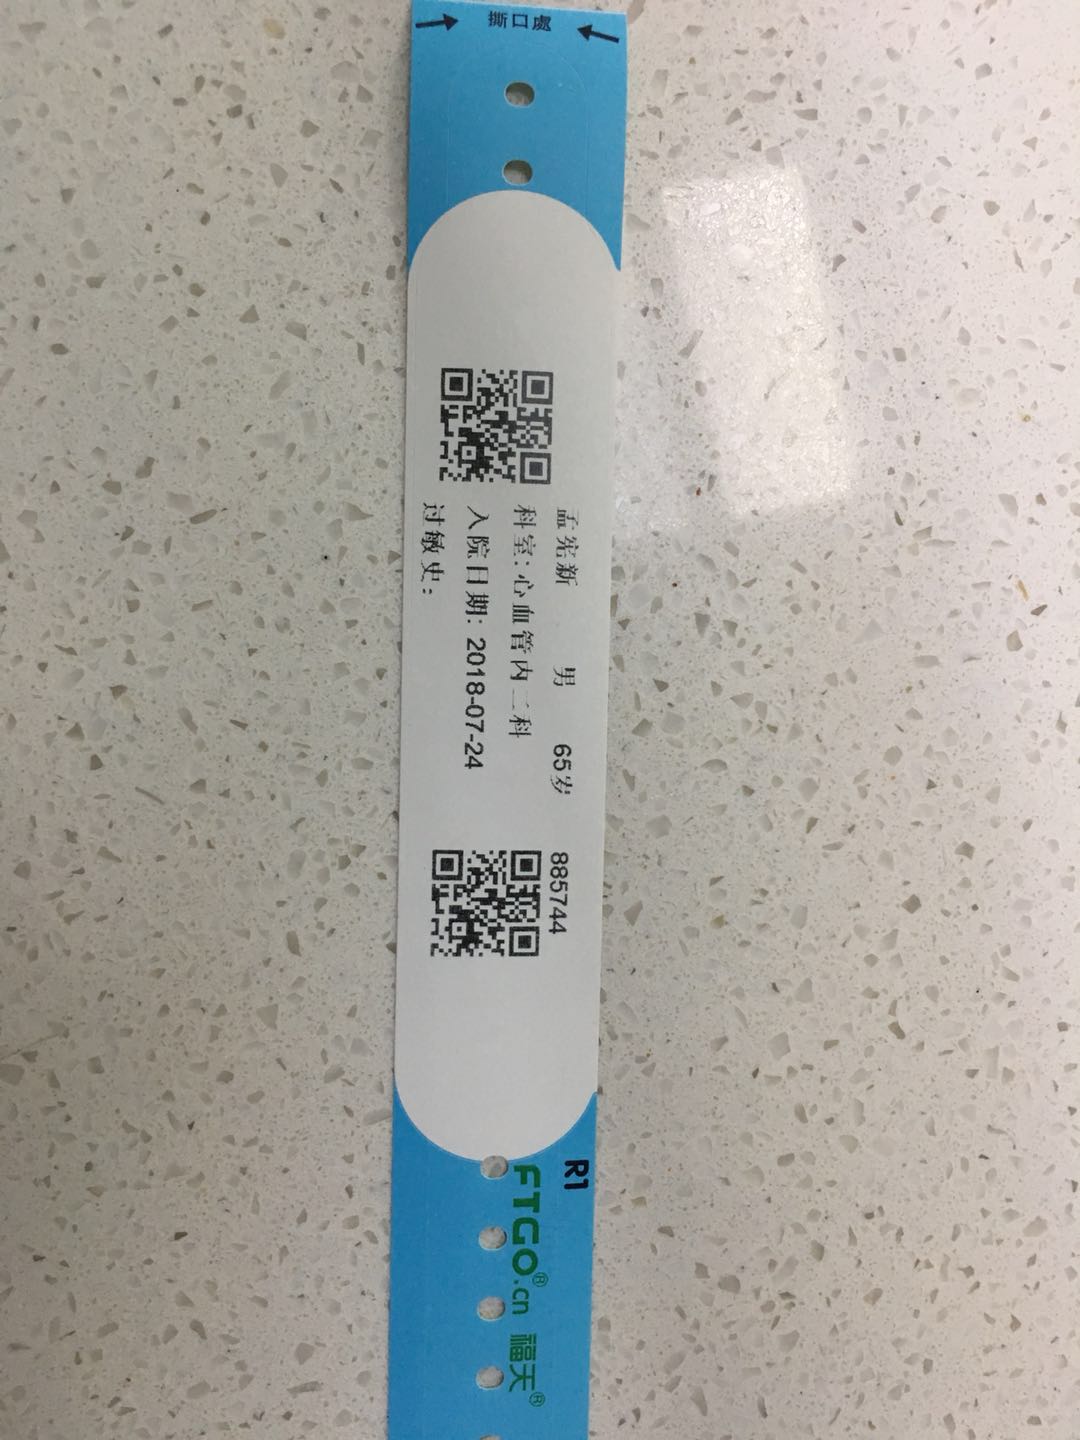 撕口處
孟宪新 男 65岁 885744
科室：心血管内二科
入院日期：2018-07-24
过敏史：
R1
FTGO®.cn 福天®